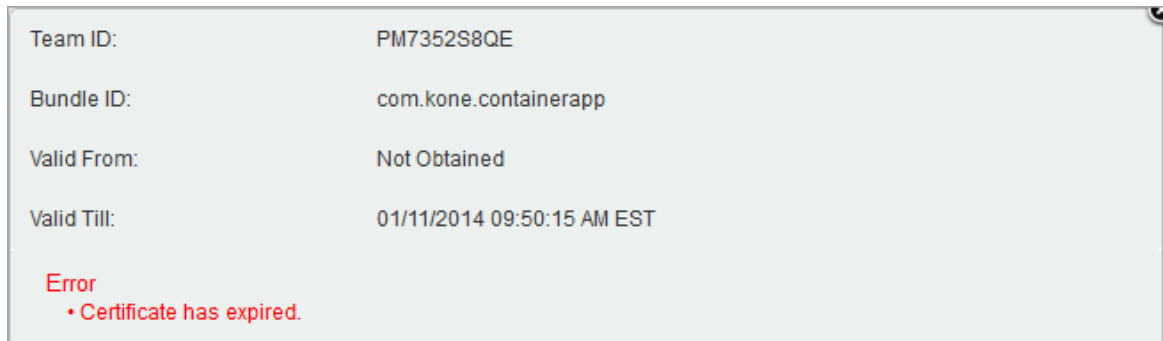 Team ID: PM7352S8QE
Bundle ID: com.kone.containerapp
Valid From: Not Obtained
Valid Till: 01/11/2014 09:50:15 AM EST
Error
• Certificate has expired.